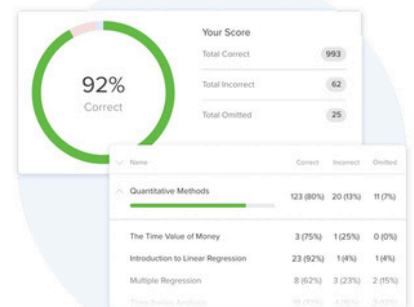 Your Score
92%
Correct
Total Correct 993
Total Incorrect 62
Total Omitted 25
Name Correct Incorrect Omitted
Quantitative Methods 123 (80%) 20 (13%) 11 (7%)
The Time Value of Money 3 (75%) 1 (25%) 0 (0%)
Introduction to Linear Regression 23 (92%) 1 (4%) 1 (4%)
Multiple Regression 8 (62%) 3 (23%) 2 (15%)